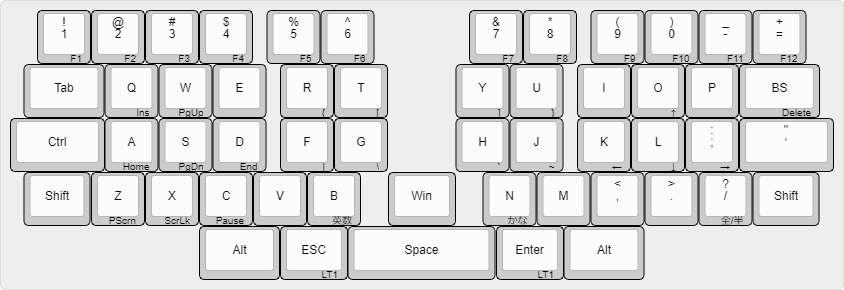 ! @ # $ % ^ & * ( ) _ +
1 2 3 4 5 6 7 8 9 0 - =
F1 F2 F3 F4 F5 F6 F7 F8 F9 F10 F11 F12
Tab Q W E R T Y U I O P BS
Ins PgUp { [ ] } ↑ Delete
Ctrl A S D F G H J K L : ; " '
Home PgDn End | \ ` ~ ← ↓ →
Shift Z X C V B Win N M < , > . ? / Shift
PScrn ScrLk Pause 英数 かな 全/半
Alt ESC Space Enter Alt
LT1 LT1